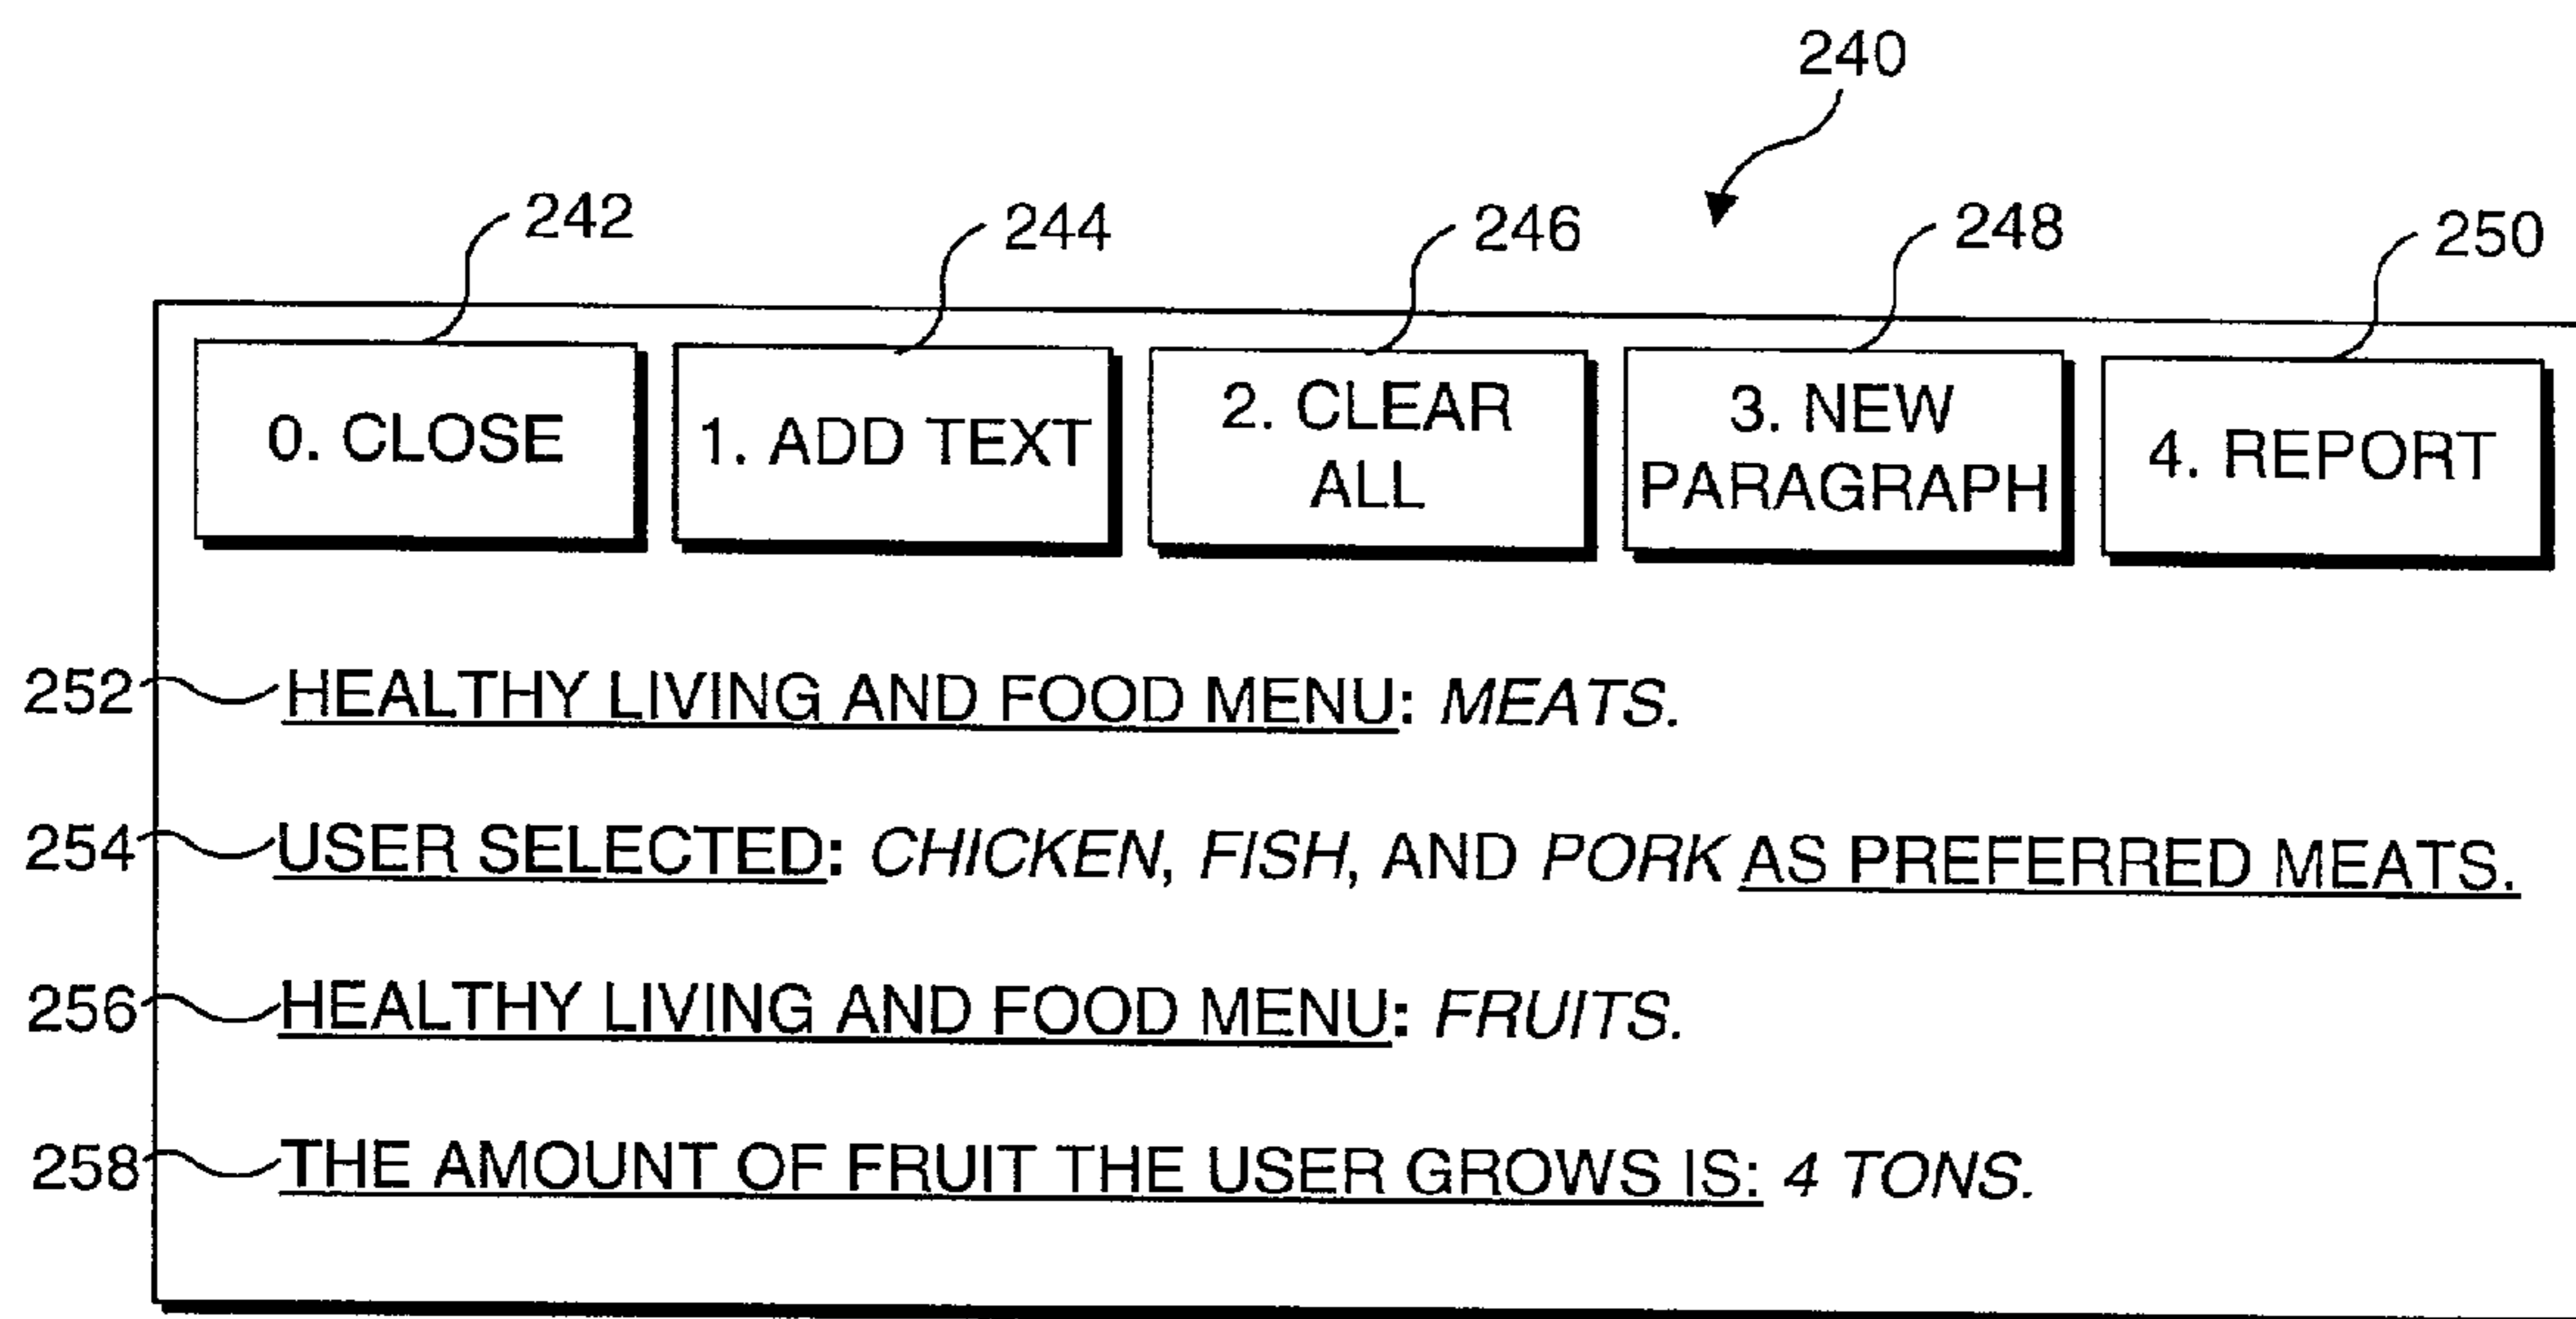 240
242 244 246 248 250
0. CLOSE
1. ADD TEXT
2. CLEAR
ALL
3. NEW
PARAGRAPH
4. REPORT
252 HEALTHY LIVING AND FOOD MENU: MEATS.
254 USER SELECTED: CHICKEN, FISH, AND PORK AS PREFERRED MEATS.
256 HEALTHY LIVING AND FOOD MENU: FRUITS.
258 THE AMOUNT OF FRUIT THE USER GROWS IS: 4 TONS.